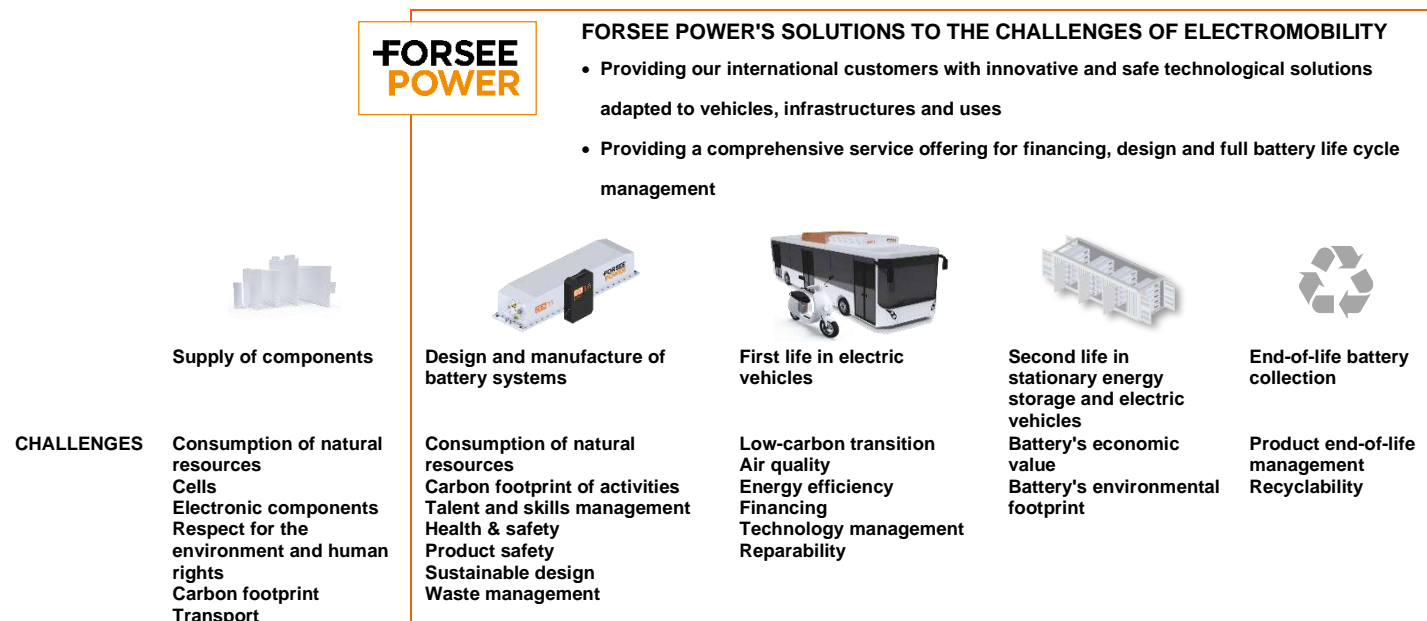 FORSEE
POWER
FORSEE POWER'S SOLUTIONS TO THE CHALLENGES OF ELECTROMOBILITY
• Providing our international customers with innovative and safe technological solutions
adapted to vehicles, infrastructures and uses
• Providing a comprehensive service offering for financing, design and full battery life cycle
management
FORSEE
POWER
Supply of components
Design and manufacture of
battery systems
First life in electric
vehicles
Second life in
stationary energy
storage and electric
vehicles
End-of-life battery
collection
CHALLENGES
Consumption of natural
resources
Cells
Electronic components
Respect for the
environment and human
rights
Carbon footprint
Transport
Consumption of natural
resources
Carbon footprint of activities
Talent and skills management
Health & safety
Product safety
Sustainable design
Waste management
Low-carbon transition
Air quality
Energy efficiency
Financing
Technology management
Reparability
Battery's economic
value
Battery's environmental
footprint
Product end-of-life
management
Recyclability